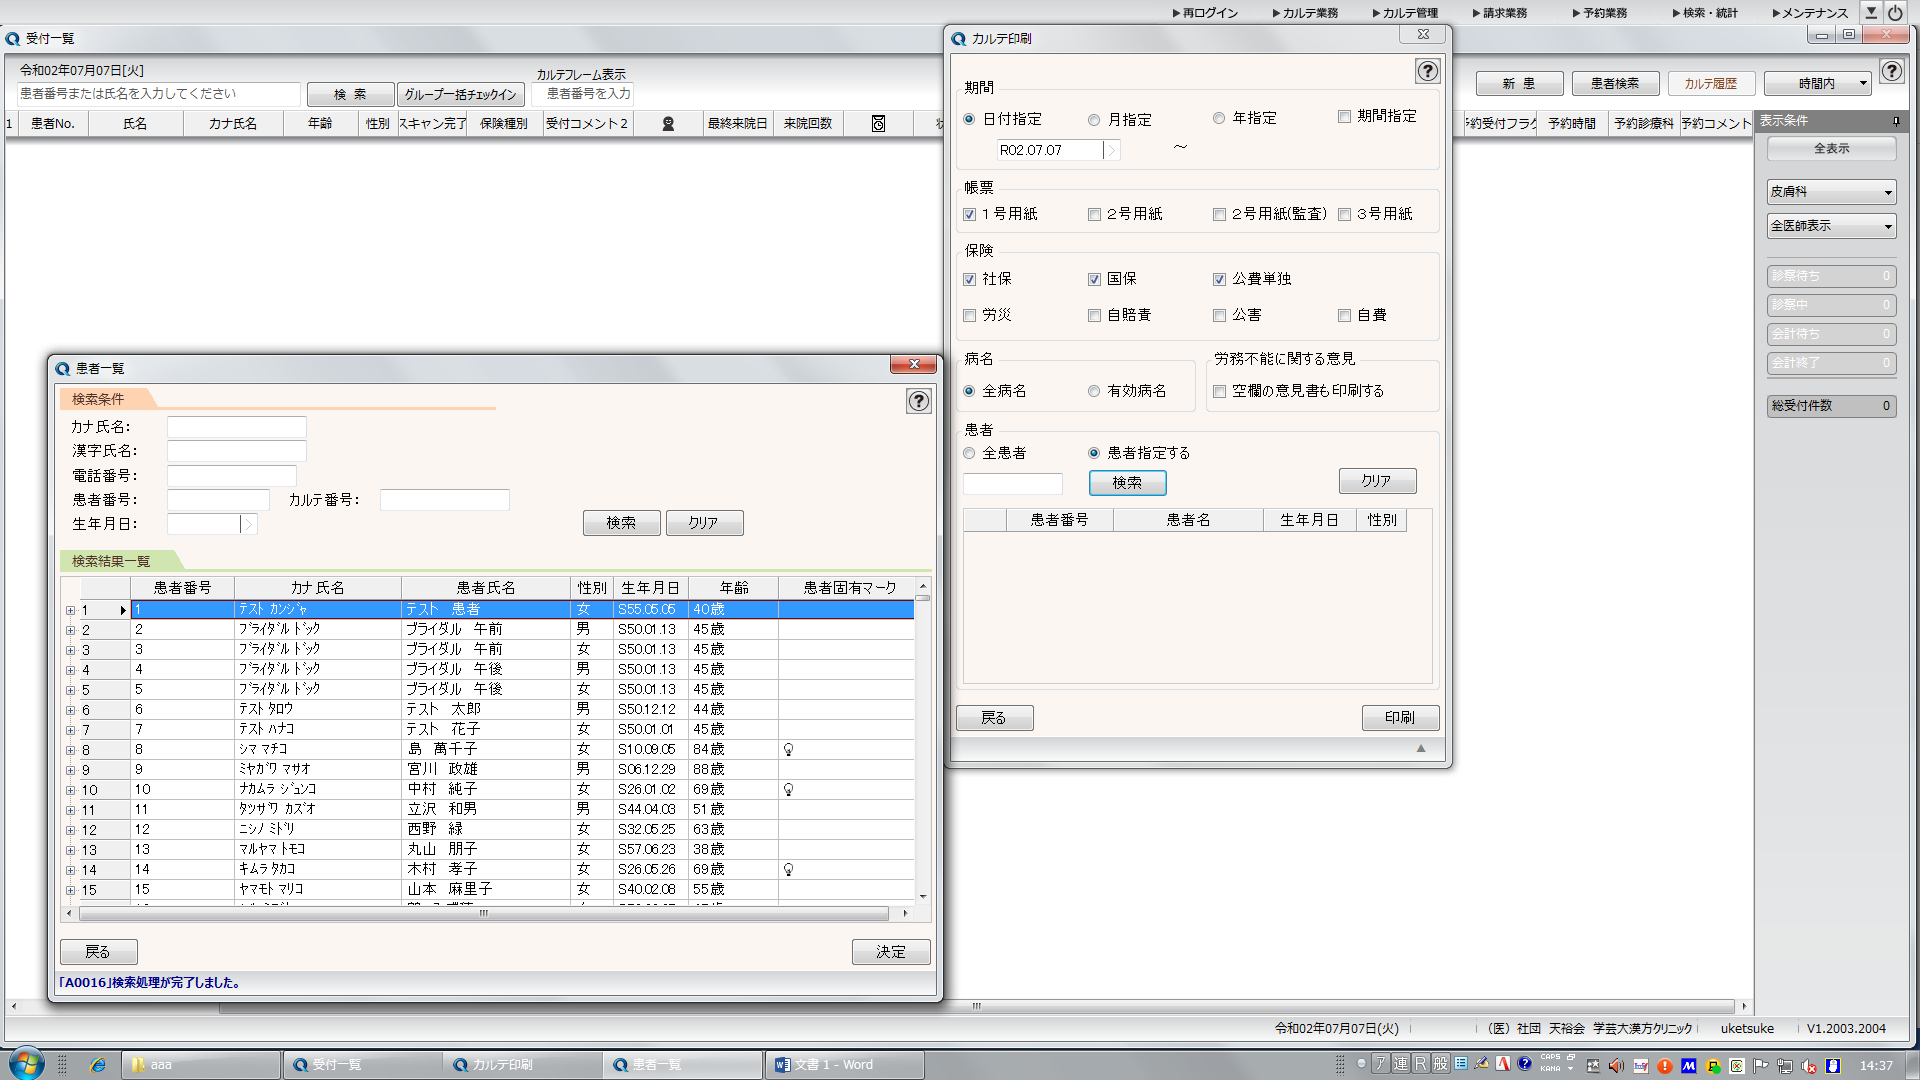 ▶再ログイン ▶カルテ業務 ▶カルテ管理 ▶請求業務 ▶予約業務 ▶検索・統計 ▶メンテナンス
受付一覧
令和02年07月07日[火]
カルテフレーム表示
患者番号または氏名を入力してください 検 索 グループ一括チェックイン 患者番号を入力
新 患 患者検索 カルテ履歴 時間内
1 患者No. 氏名 カナ氏名 年齢 性別 スキャン完了 保険種別 受付コメント2 最終来院日 来院回数
予約受付フラグ 予約時間 予約診療科 予約コメント
表示条件
全表示
皮膚科
全医師表示
診察待ち 0
診察中 0
会計待ち 0
会計終了 0
総受付件数 0
カルテ印刷
期間
日付指定 月指定 年指定 期間指定
R02.07.07 ～
帳票
1号用紙 2号用紙 2号用紙(監査) 3号用紙
保険
社保 国保 公費単独
労災 自賠責 公害 自費
病名
全病名 有効病名
労務不能に関する意見
空欄の意見書も印刷する
患者
全患者 患者指定する
検索 クリア
患者番号 患者名 生年月日 性別
戻る 印刷
患者一覧
検索条件
カナ氏名:
漢字氏名:
電話番号:
患者番号: カルテ番号:
生年月日: 検索 クリア
検索結果一覧
患者番号 カナ氏名 患者氏名 性別 生年月日 年齢 患者固有マーク
1 1 ﾃｽﾄ ｶﾝｼﾞｬ テスト 患者 女 S55.05.05 40歳
2 2 ﾌﾞﾗｲﾀﾞﾙ ﾄﾞｯｸ ブライダル 午前 男 S50.01.13 45歳
3 3 ﾌﾞﾗｲﾀﾞﾙ ﾄﾞｯｸ ブライダル 午前 女 S50.01.13 45歳
4 4 ﾌﾞﾗｲﾀﾞﾙ ﾄﾞｯｸ ブライダル 午後 男 S50.01.13 45歳
5 5 ﾌﾞﾗｲﾀﾞﾙ ﾄﾞｯｸ ブライダル 午後 女 S50.01.13 45歳
6 6 ﾃｽﾄ ﾀﾛｳ テスト 太郎 男 S50.12.12 44歳
7 7 ﾃｽﾄ ﾊﾅｺ テスト 花子 女 S50.01.01 45歳
8 8 ｼﾏ ﾏﾁｺ 島 萬千子 女 S10.09.05 84歳
9 9 ﾐﾔｶﾞﾜ ﾏｻｵ 宮川 政雄 男 S06.12.29 88歳
10 10 ﾅｶﾑﾗ ｼﾞｭﾝｺ 中村 純子 女 S26.01.02 69歳
11 11 ﾀﾂｻﾞﾜ ｶｽﾞｵ 立沢 和男 男 S44.04.03 51歳
12 12 ﾆｼﾉ ﾐﾄﾞﾘ 西野 緑 女 S32.05.25 63歳
13 13 ﾏﾙﾔﾏ ﾄﾓｺ 丸山 朋子 女 S57.06.23 38歳
14 14 ｷﾑﾗ ﾀｶｺ 木村 孝子 女 S26.05.26 69歳
15 15 ﾔﾏﾓﾄ ﾏﾘｺ 山本 麻里子 女 S40.02.08 55歳
戻る 決定
「A0016」検索処理が完了しました。
令和02年07月07日(火) （医）社団 天裕会 学芸大漢方クリニック uketsuke V1.2003.2004
aaa 受付一覧 カルテ印刷 患者一覧 文書 1 - Word
ア 連 R 般 CAPS KANA 14:37